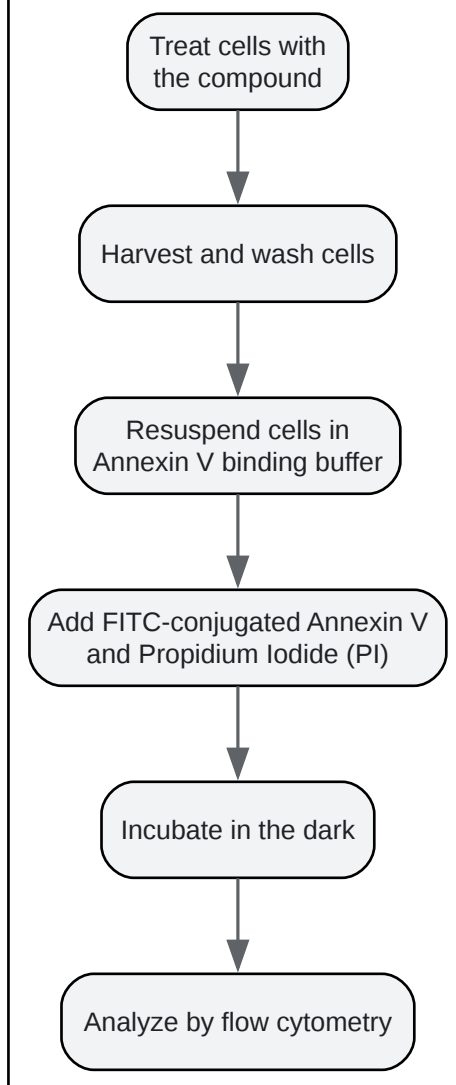 Treat cells with
the compound
Harvest and wash cells
Resuspend cells in
Annexin V binding buffer
Add FITC-conjugated Annexin V
and Propidium Iodide (PI)
Incubate in the dark
Analyze by flow cytometry